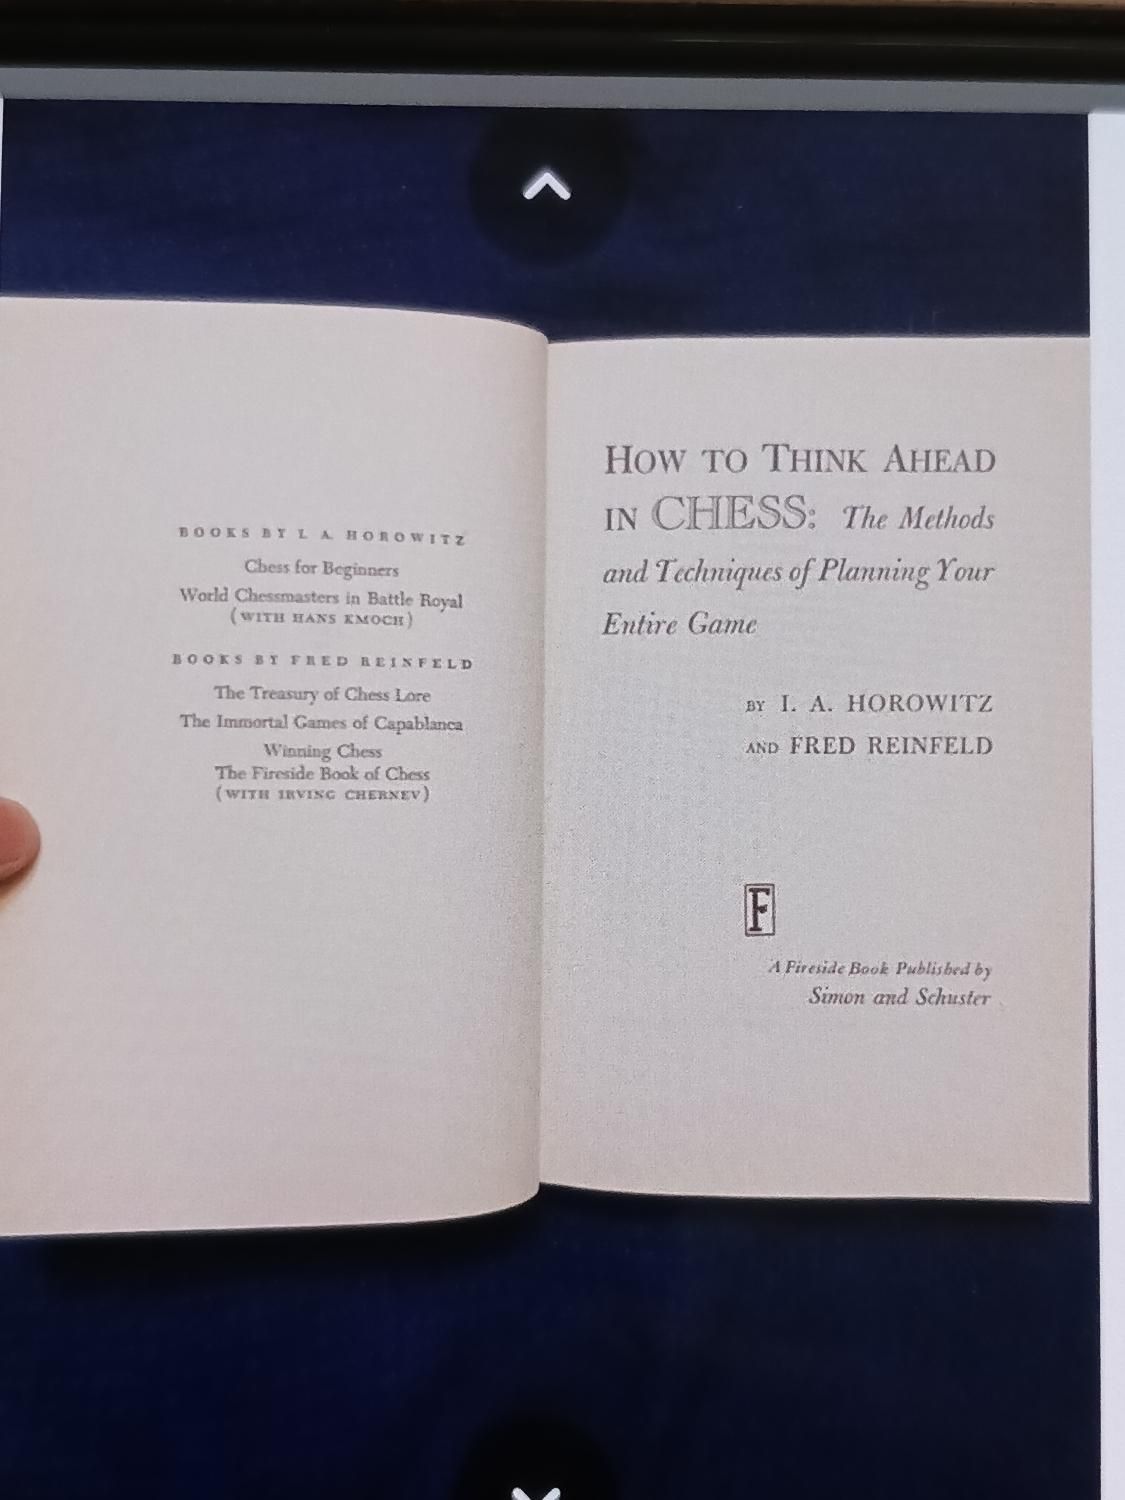 BOOKS BY I. A. HOROWITZ
Chess for Beginners
World Chessmasters in Battle Royal
(WITH HANS KMOCH)
BOOKS BY FRED REINFELD
The Treasury of Chess Lore
The Immortal Games of Capablanca
Winning Chess
The Fireside Book of Chess
(WITH IRVING CHERNEV)
HOW TO THINK AHEAD
IN CHESS: The Methods
and Techniques of Planning Your
Entire Game
BY I. A. HOROWITZ
AND FRED REINFELD
F
A Fireside Book Published by
Simon and Schuster